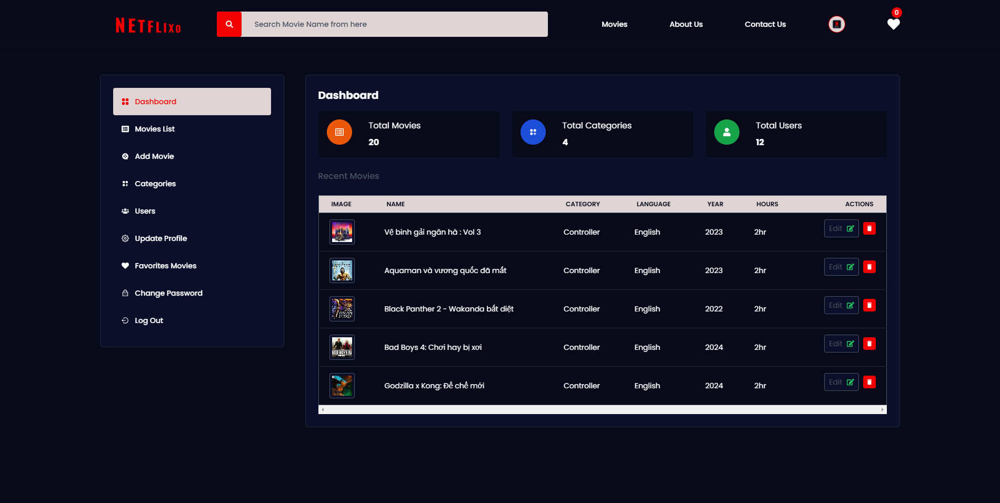 NETFLIXO
Search Movie Name from here
Movies
About Us
Contact Us
0
Dashboard
Movies List
Add Movie
Categories
Users
Update Profile
Favorites Movies
Change Password
Log Out
Dashboard
Total Movies
20
Total Categories
4
Total Users
12
Recent Movies
IMAGE NAME CATEGORY LANGUAGE YEAR HOURS ACTIONS
Vệ binh gải ngân hà : Vol 3 Controller English 2023 2hr Edit
Aquaman và vương quốc đã mất Controller English 2023 2hr Edit
Black Panther 2 - Wakanda bất diệt Controller English 2022 2hr Edit
Bad Boys 4: Chơi hay bị xơi Controller English 2024 2hr Edit
Godzilla x Kong: Đế chế mới Controller English 2024 2hr Edit